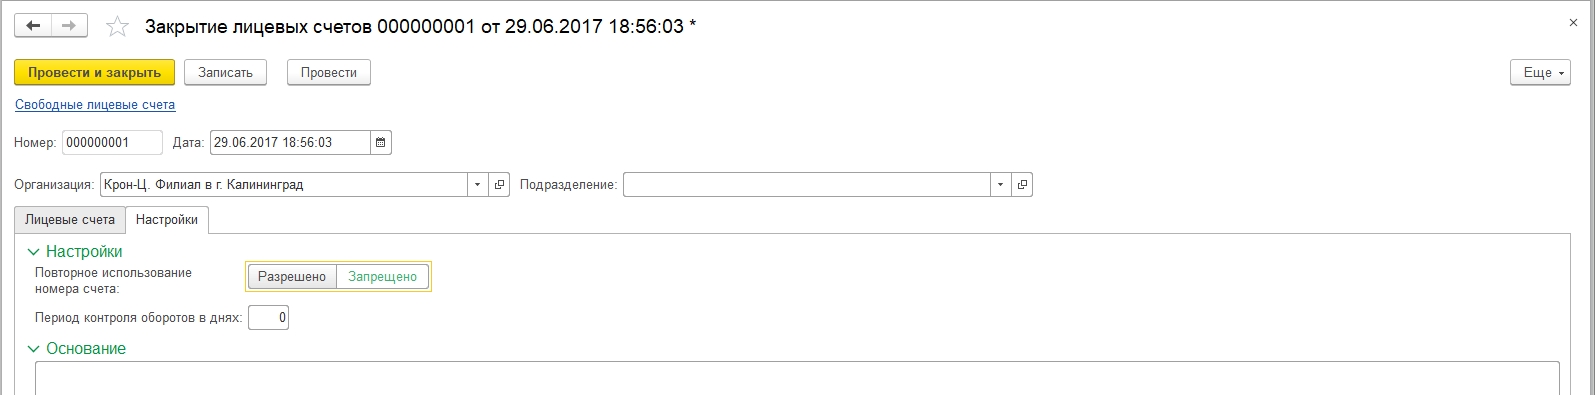 Закрытие лицевых счетов 000000001 от 29.06.2017 18:56:03 *
Провести и закрыть Записать Провести Еще
Свободные лицевые счета
Номер: 000000001 Дата: 29.06.2017 18:56:03
Организация: Крон-Ц. Филиал в г. Калининград Подразделение:
Лицевые счета Настройки
Настройки
Повторное использование
номера счета: Разрешено Запрещено
Период контроля оборотов в днях: 0
Основание